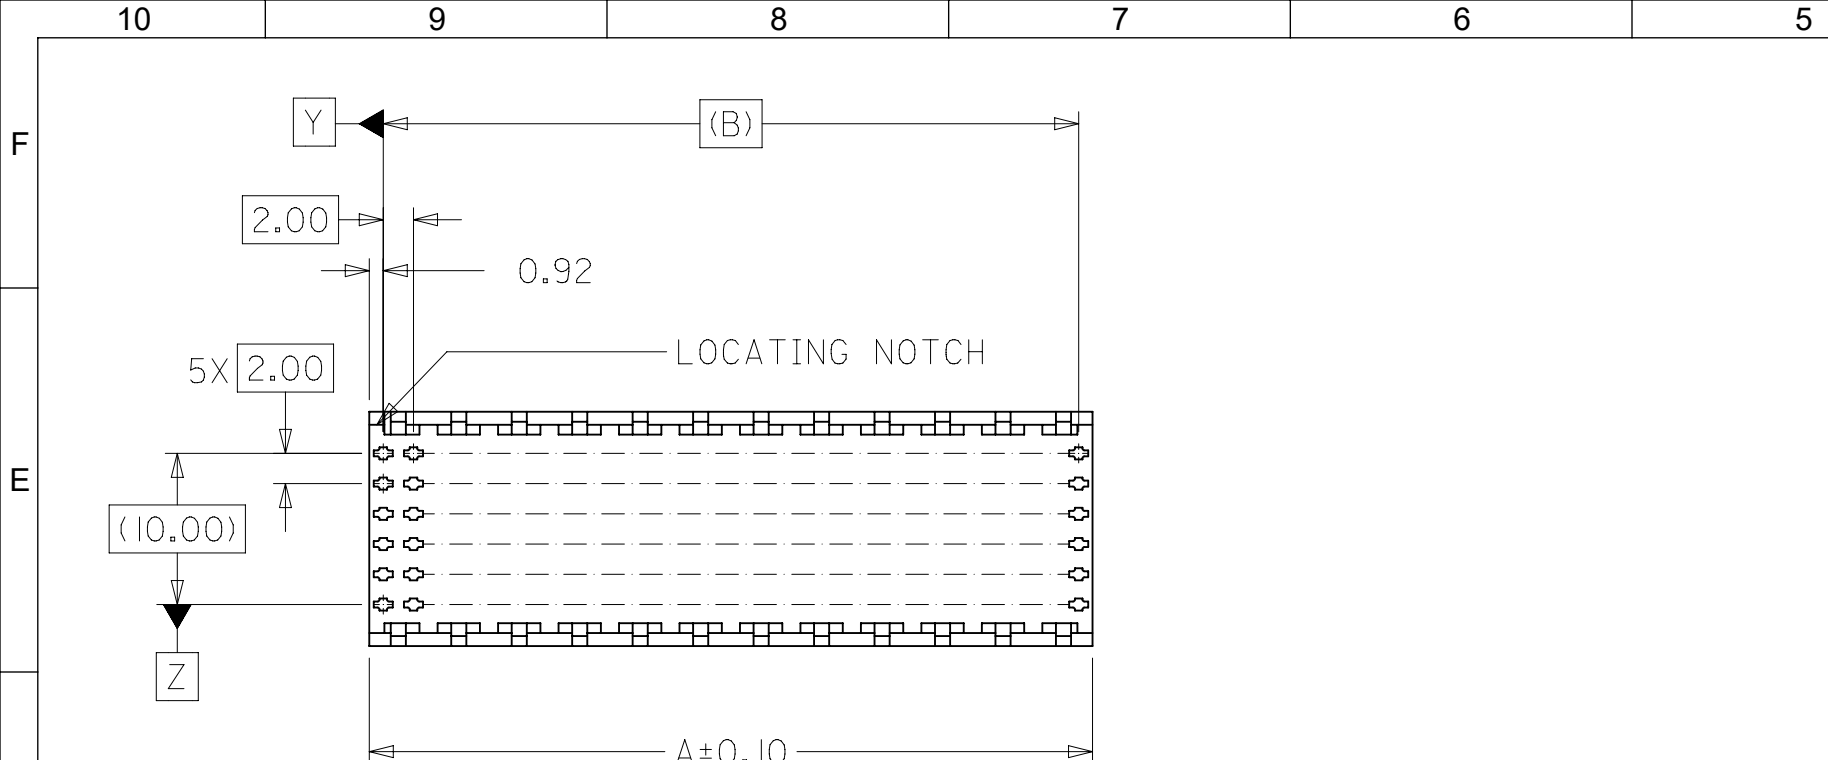 10 9 8 7 6 5
F
Y (B)
2.00
0.92
LOCATING NOTCH
5X 2.00
E
(10.00)
Z
A±0.10